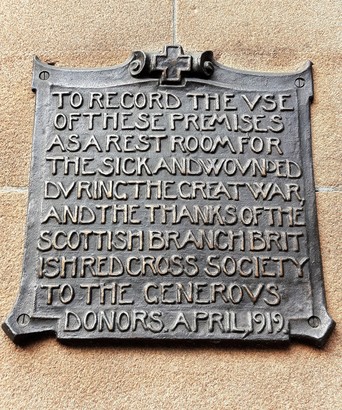 TO RECORD THE VSE
OF THESE PREMISES
AS A REST ROOM FOR
THE SICK AND WOVNDED
DVRING THE GREAT WAR,
AND THE THANKS OF THE
SCOTTISH BRANCH BRIT
ISH RED CROSS SOCIETY
TO THE GENEROVS
DONORS. APRIL, 1919.